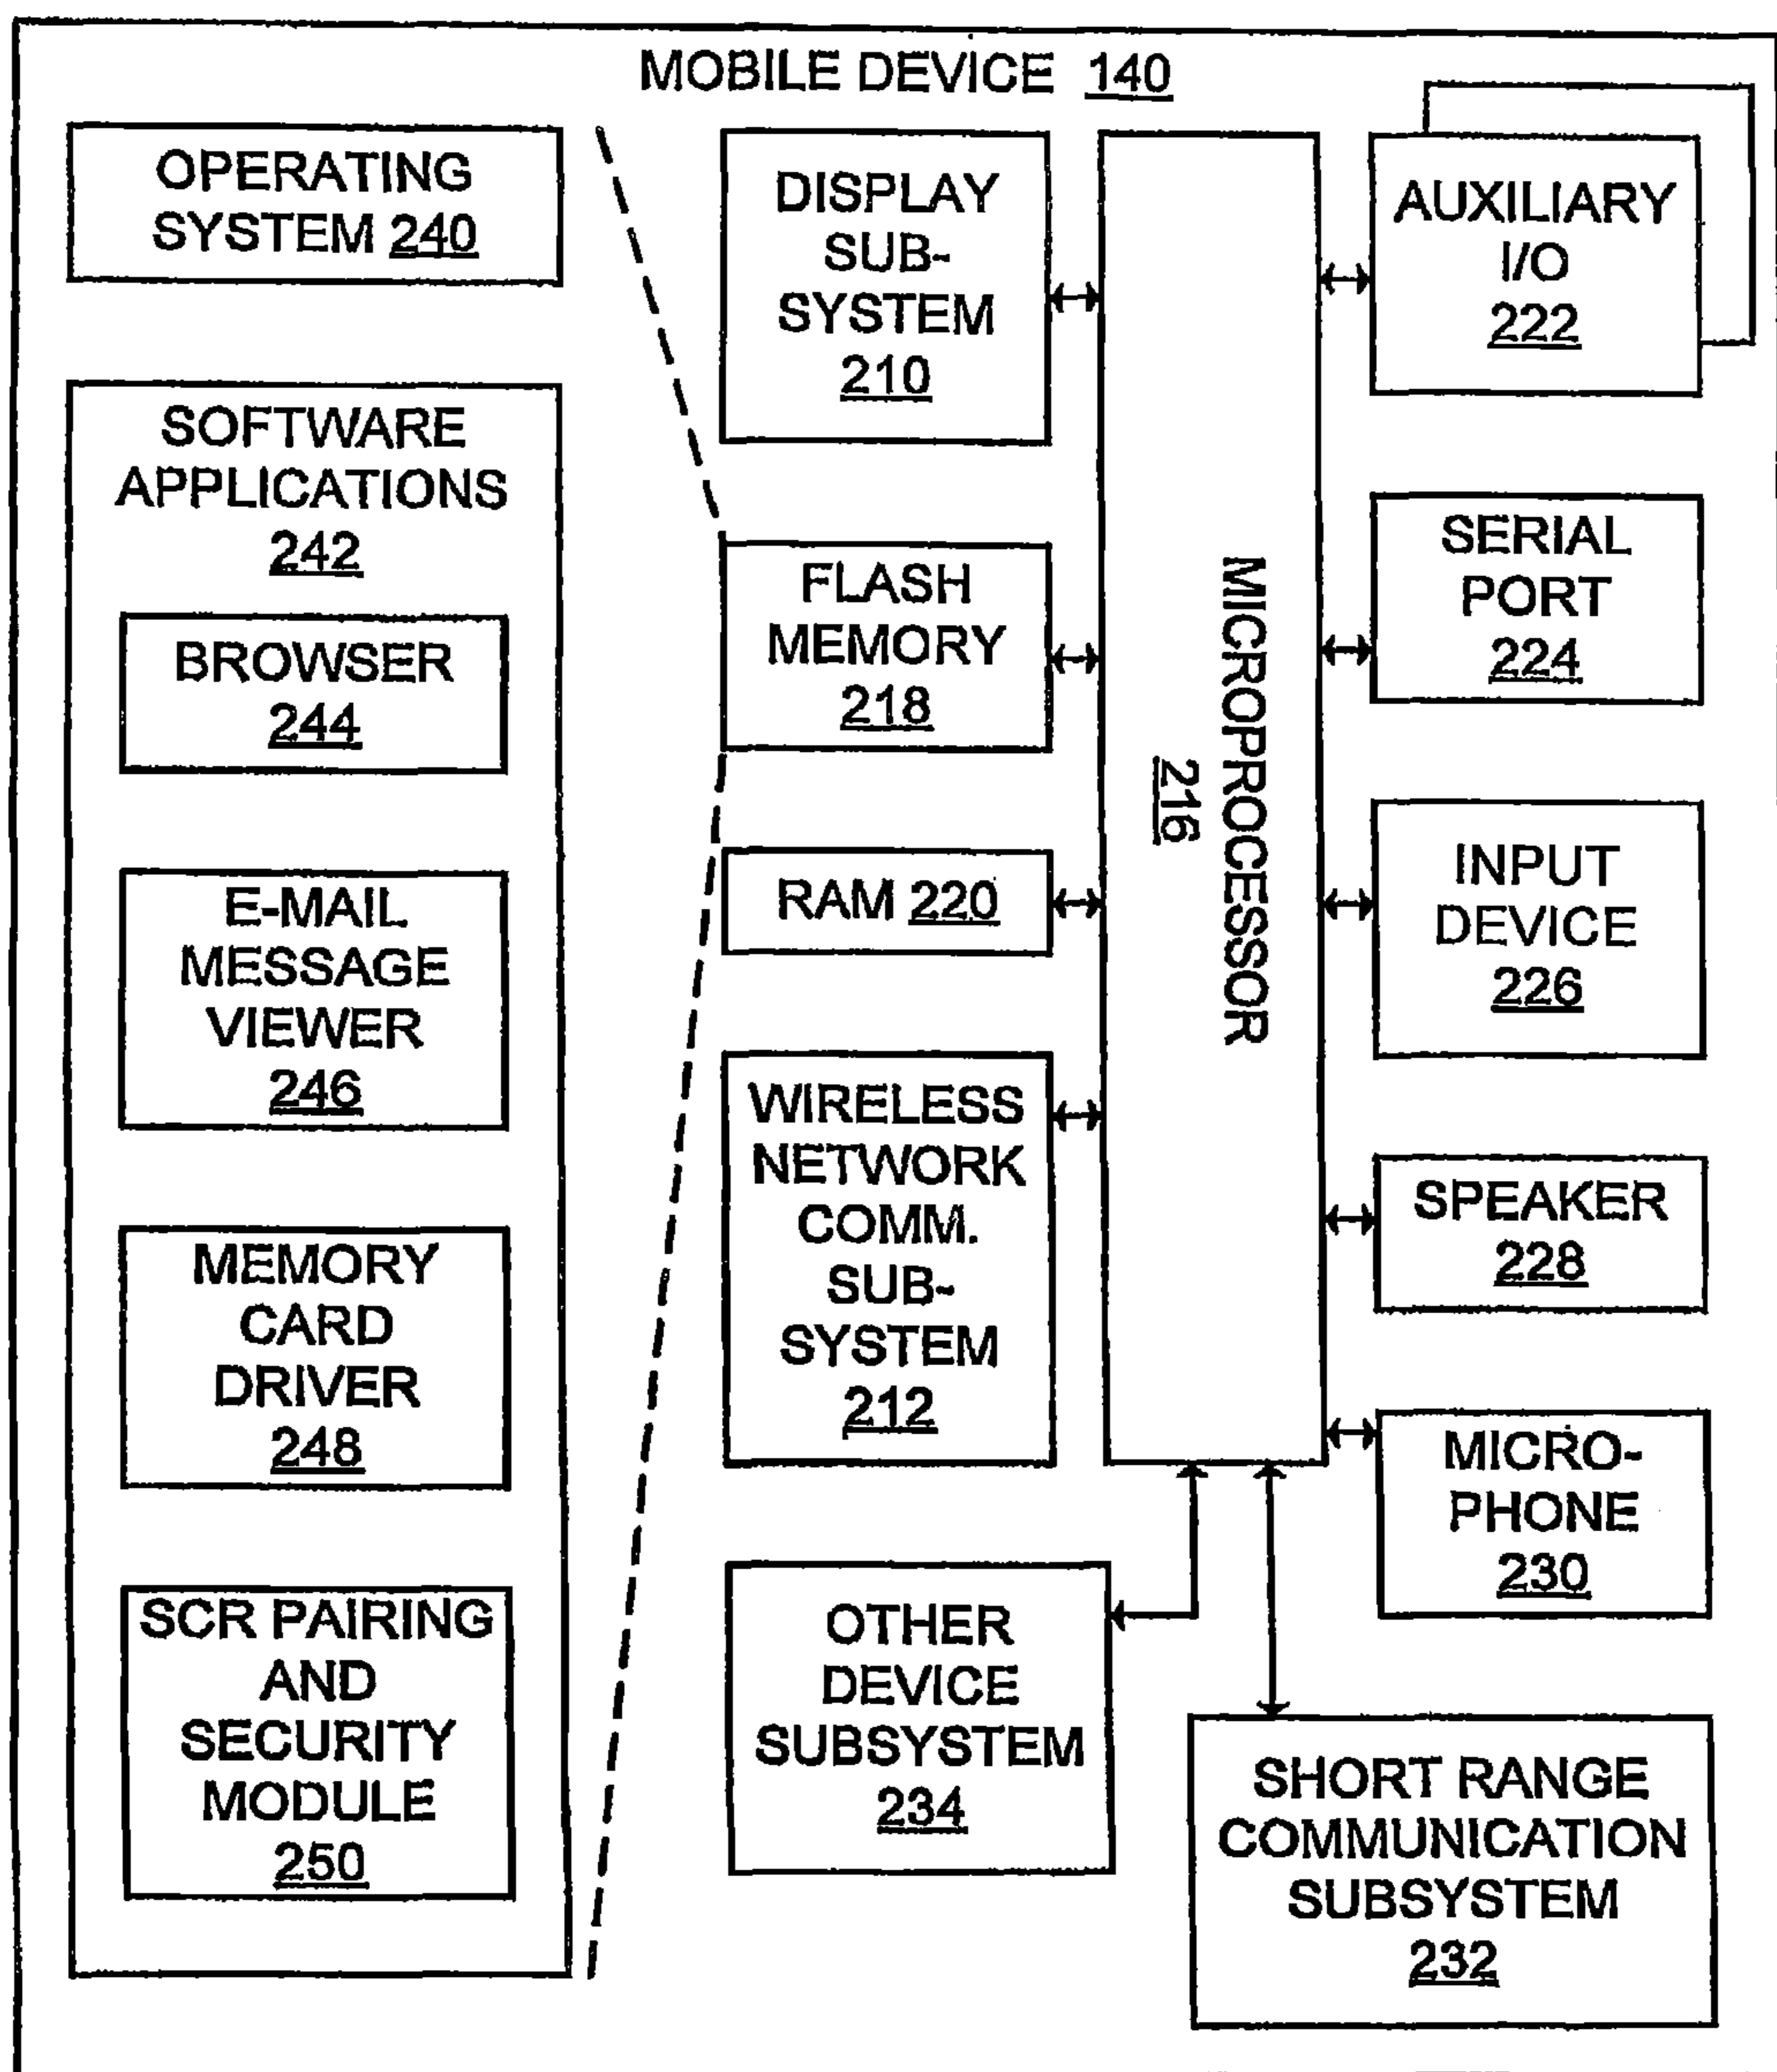 MOBILE DEVICE 140
OPERATING
SYSTEM 240
SOFTWARE
APPLICATIONS
242
BROWSER
244
E-MAIL
MESSAGE
VIEWER
246
MEMORY
CARD
DRIVER
248
SCR PAIRING
AND
SECURITY
MODULE
250
DISPLAY
SUB-
SYSTEM
210
FLASH
MEMORY
218
RAM 220
WIRELESS
NETWORK
COMM.
SUB-
SYSTEM
212
OTHER
DEVICE
SUBSYSTEM
234
MICROPROCESSOR
216
AUXILIARY
I/O
222
SERIAL
PORT
224
INPUT
DEVICE
226
SPEAKER
228
MICRO-
PHONE
230
SHORT RANGE
COMMUNICATION
SUBSYSTEM
232